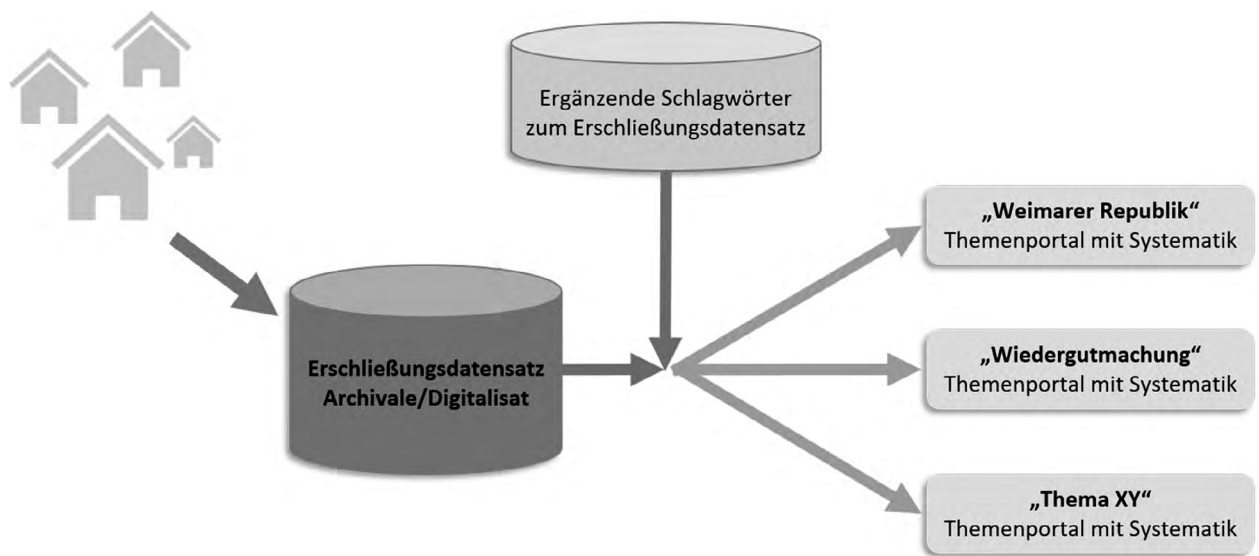 Ergänzende Schlagwörter
zum Erschließungsdatensatz
Erschließungsdatensatz
Archivale/Digitalisat
„Weimarer Republik“
Themenportal mit Systematik
„Wiedergutmachung“
Themenportal mit Systematik
„Thema XY“
Themenportal mit Systematik